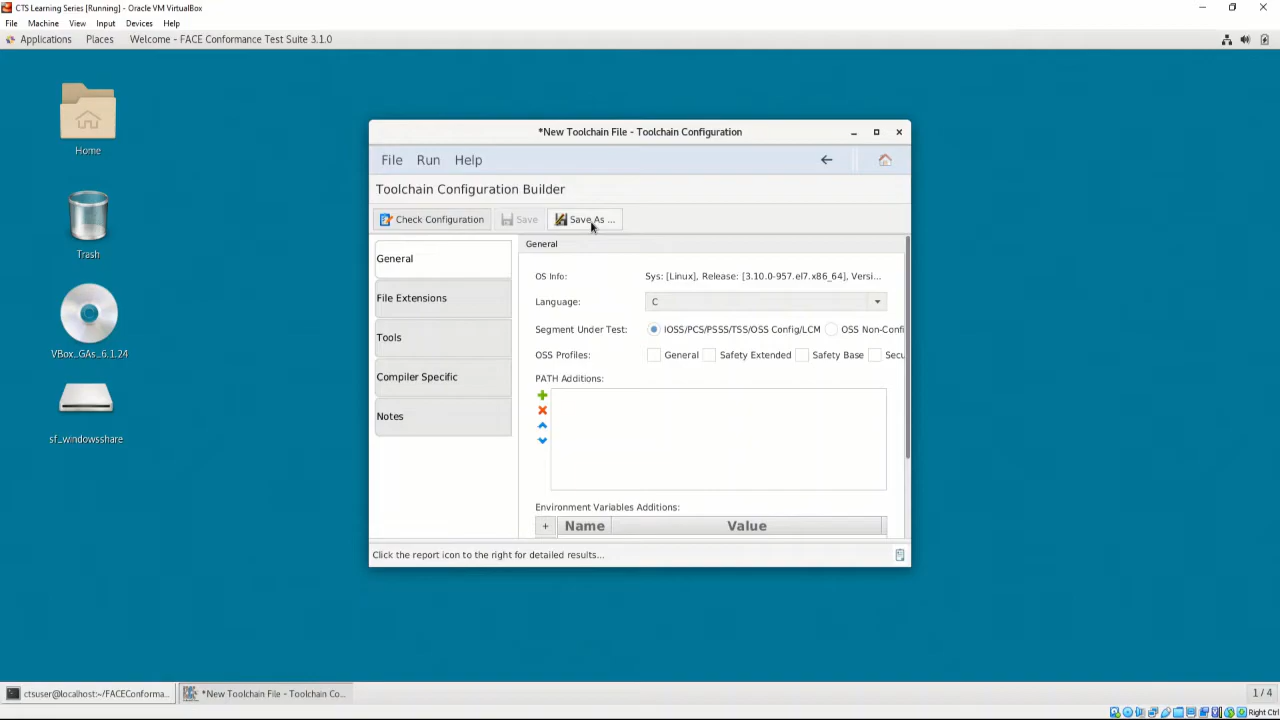 CTS Learning Series [Running] - Oracle VM VirtualBox
File Machine View Input Devices Help
Applications Places Welcome - FACE Conformance Test Suite 3.1.0
Home
Trash
VBox_GAs_6.1.24
sf_windowsshare
*New Toolchain File - Toolchain Configuration
File Run Help
Toolchain Configuration Builder
Check Configuration Save Save As ...
General
File Extensions
Tools
Compiler Specific
Notes
General
OS Info: Sys: [Linux], Release: [3.10.0-957.el7.x86_64], Versi...
Language: C
Segment Under Test: IOSS/PCS/PSSS/TSS/OSS Config/LCM OSS Non-Confi
OSS Profiles: General Safety Extended Safety Base Secu
PATH Additions:
Environment Variables Additions:
+ Name Value
Click the report icon to the right for detailed results...
ctsuser@localhost:~/FACEConforma... *New Toolchain File - Toolchain Co... 1 / 4
Right Ctrl